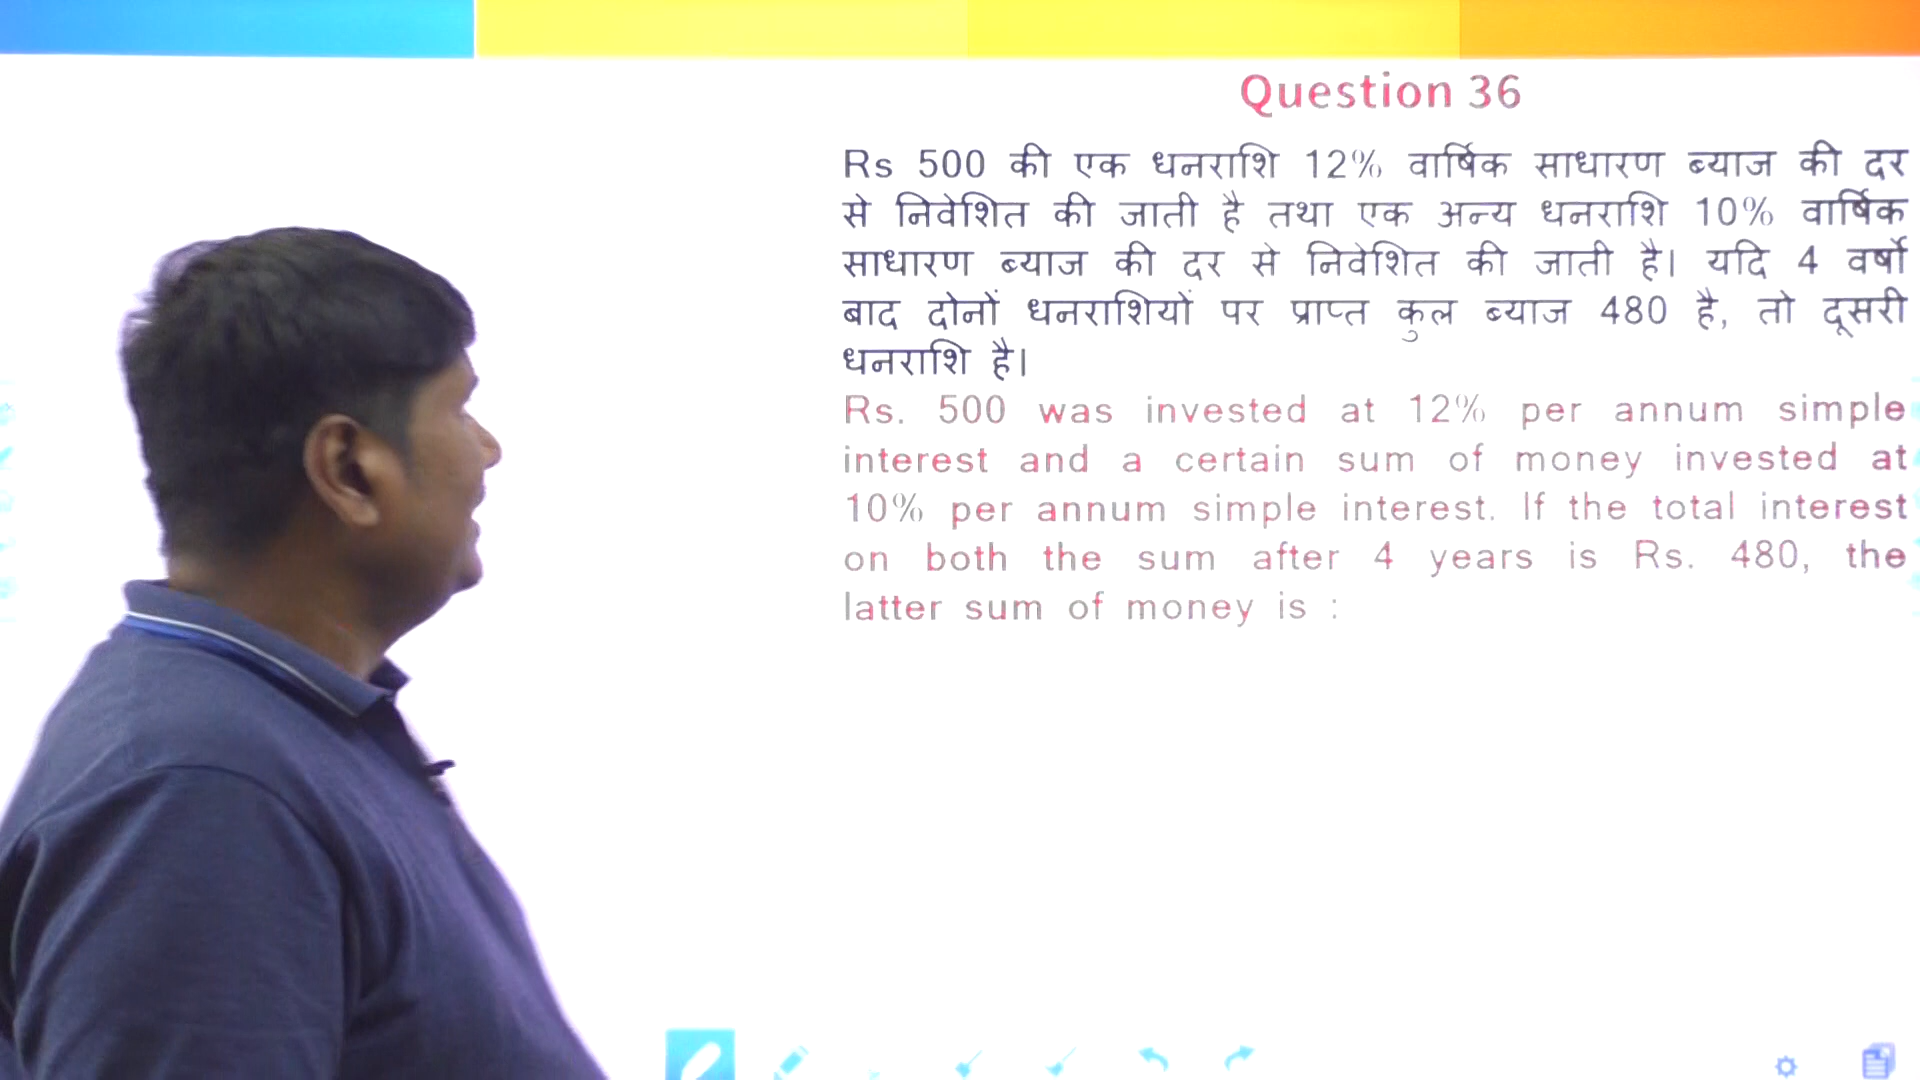 Question 36
Rs 500 की एक धनराशि 12% वार्षिक साधारण ब्याज की दर
से निवेशित की जाती है तथा एक अन्य धनराशि 10% वार्षिक
साधारण ब्याज की दर से निवेशित की जाती है। यदि 4 वर्षो
बाद दोनों धनराशियों पर प्राप्त कुल ब्याज 480 है, तो दूसरी
धनराशि है।
Rs. 500 was invested at 12% per annum simple
interest and a certain sum of money invested at
10% per annum simple interest. If the total interest
on both the sum after 4 years is Rs. 480, the
latter sum of money is :